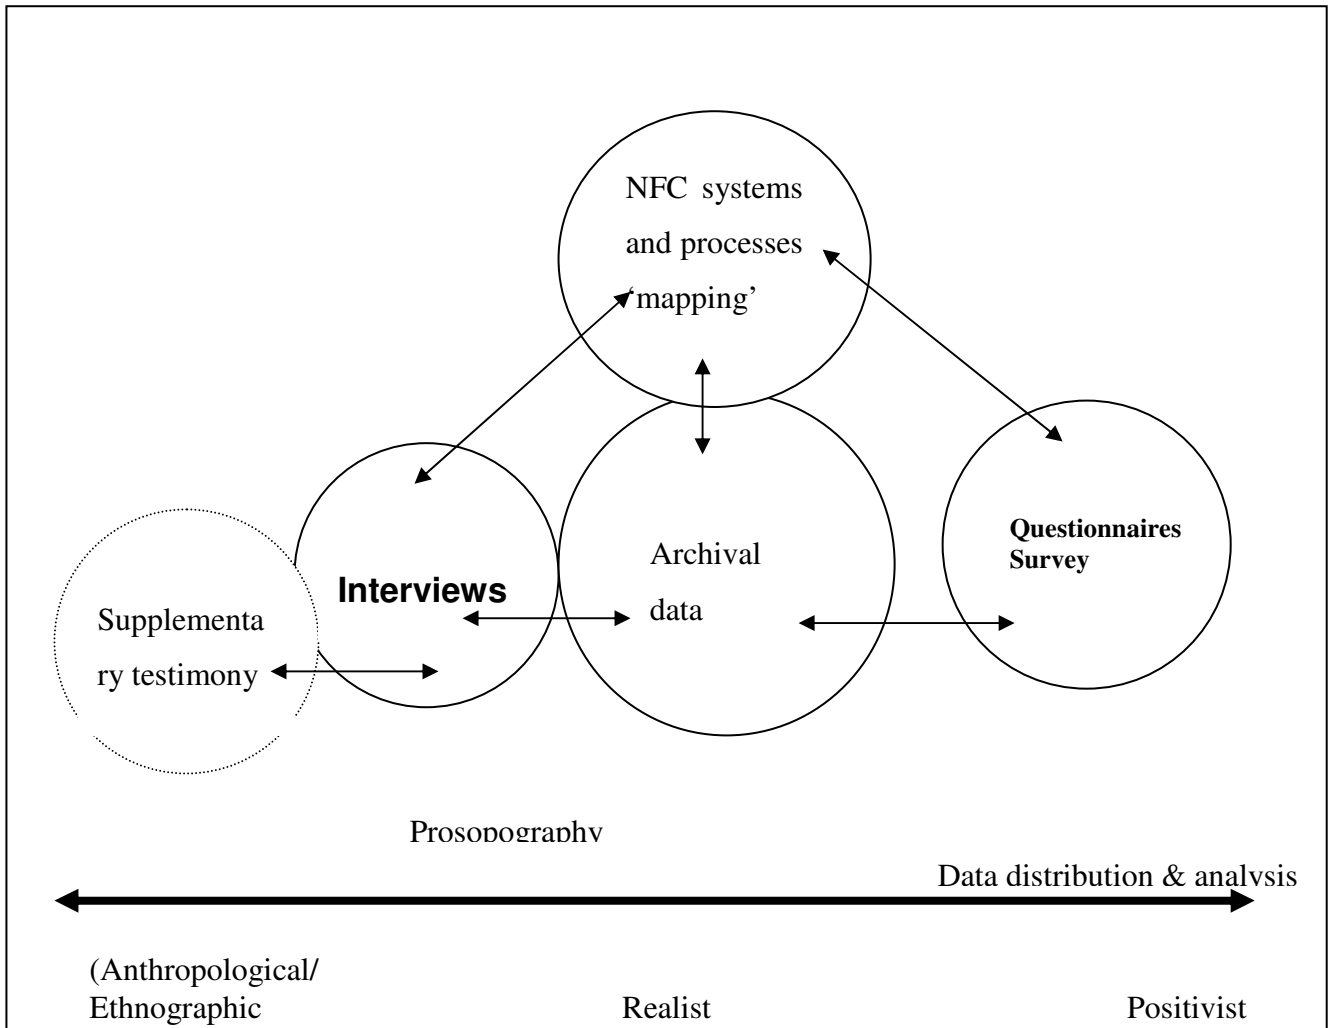 NFC systems
and processes
‘mapping’
Questionnaires
Survey
Archival
data
Interviews
Supplementa
ry testimony
Prosopography
Data distribution & analysis
(Anthropological/
Ethnographic
Realist
Positivist